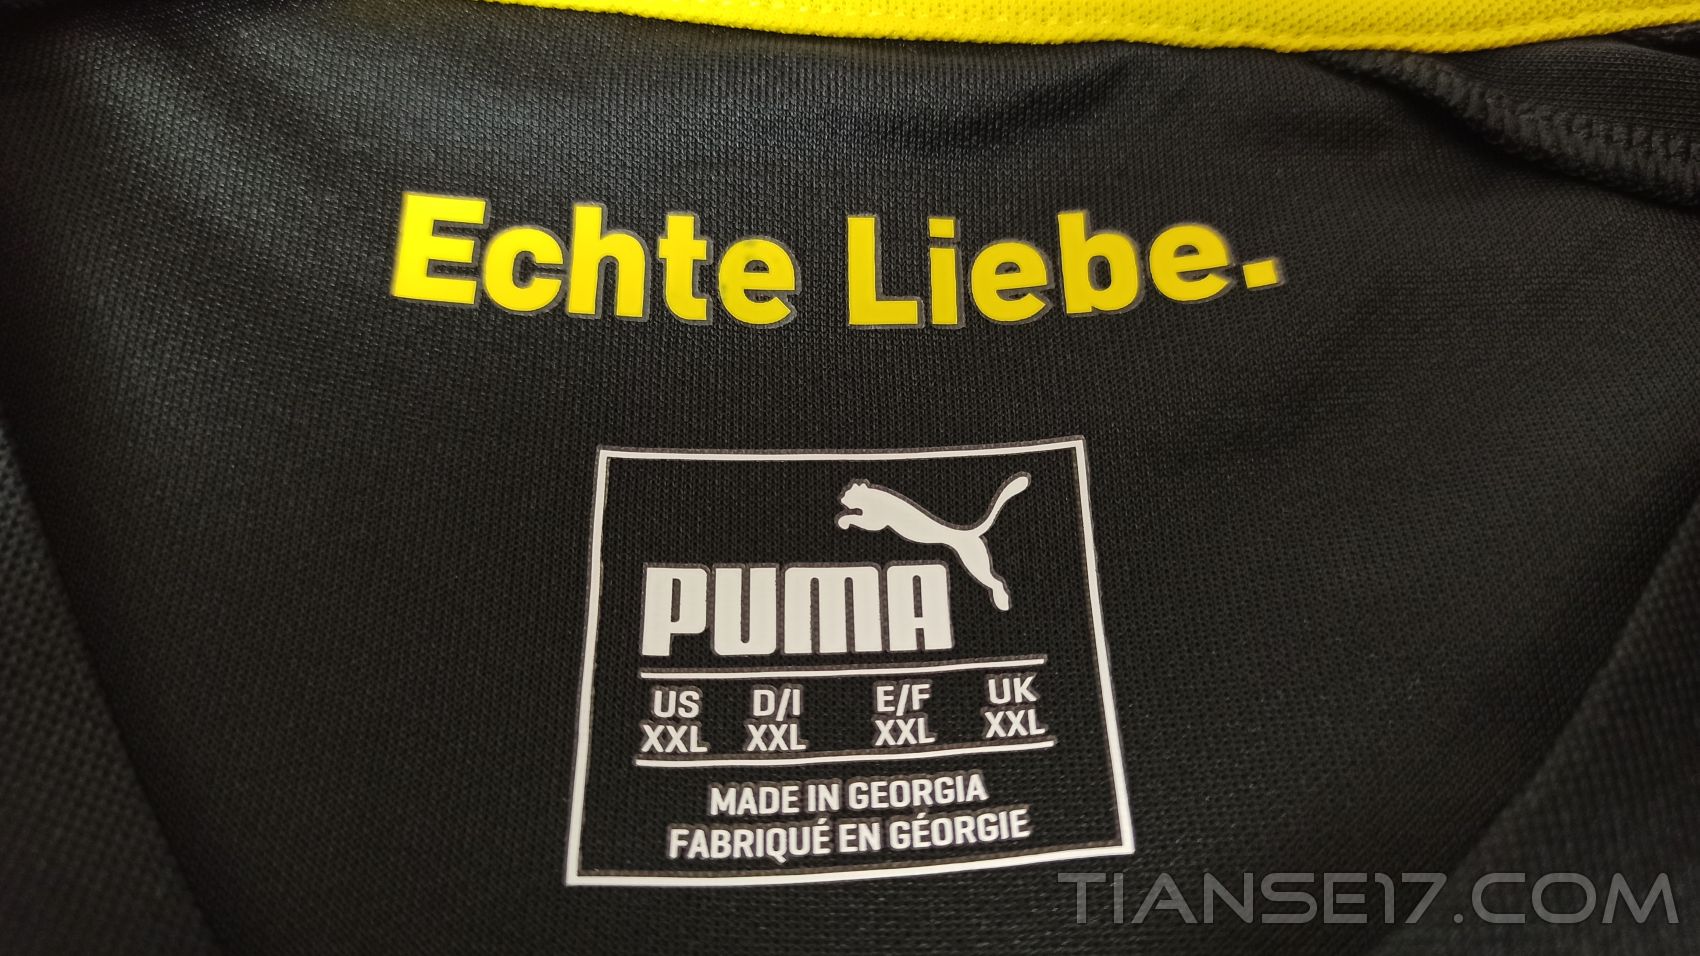 Echte Liebe.
PUMA
US D/I E/F UK
XXL XXL XXL XXL
MADE IN GEORGIA
FABRIQUÉ EN GÉORGIE
TIANSE17.COM